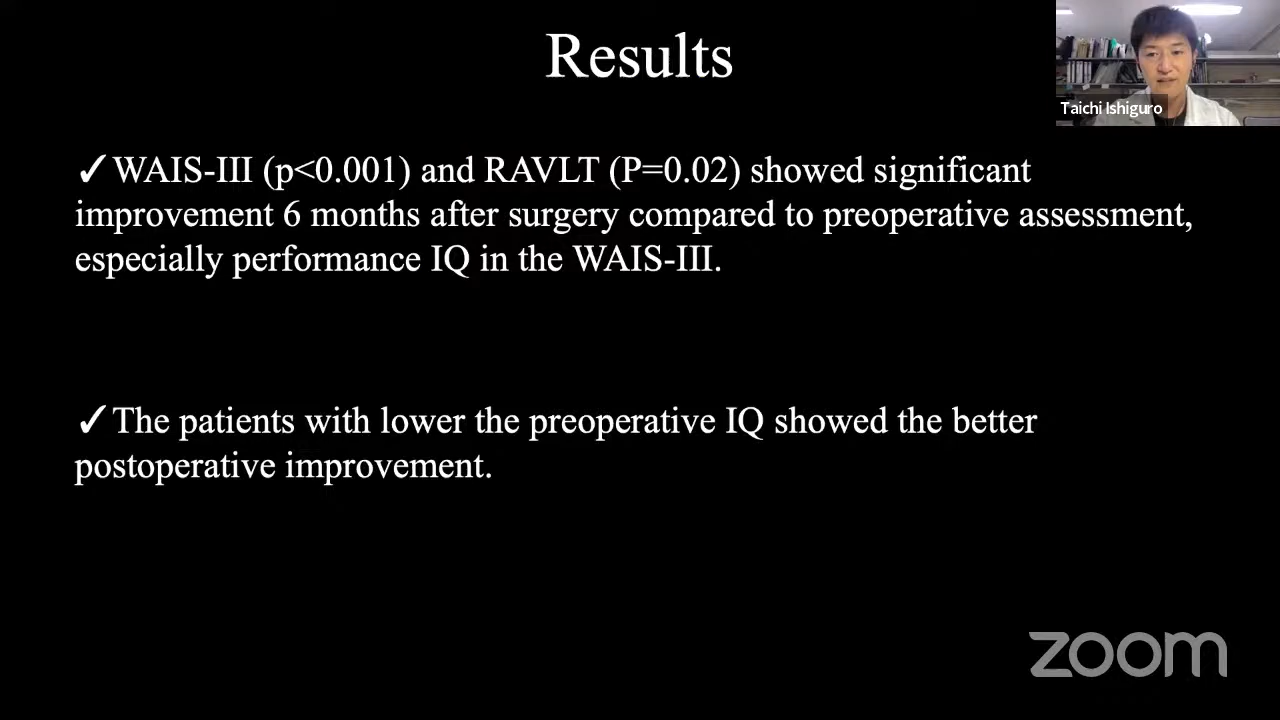 Results
Taichi Ishiguro
✓WAIS-III (p<0.001) and RAVLT (P=0.02) showed significant
improvement 6 months after surgery compared to preoperative assessment,
especially performance IQ in the WAIS-III.
✓The patients with lower the preoperative IQ showed the better
postoperative improvement.
zoom